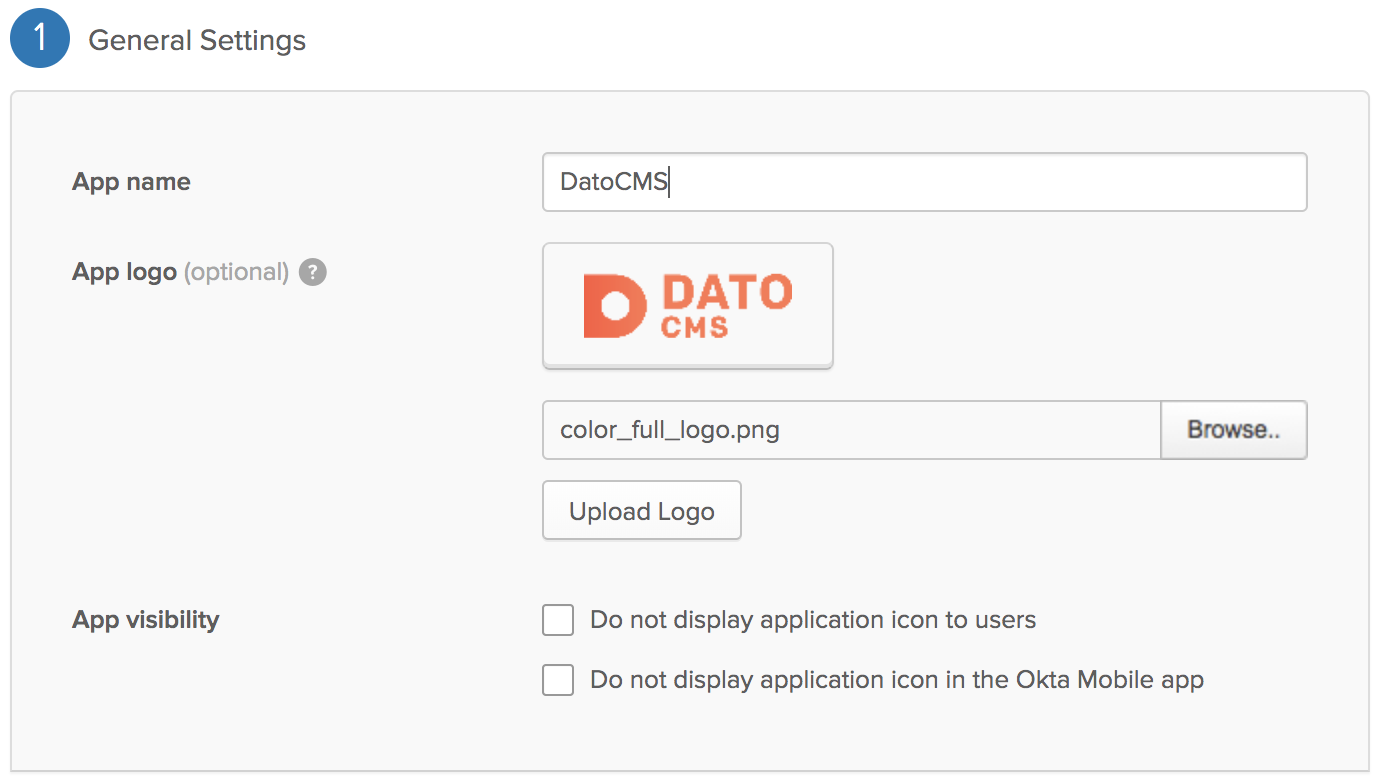 1 General Settings
App name DatoCMS
App logo (optional) ?
DATO
CMS
color_full_logo.png Browse..
Upload Logo
App visibility Do not display application icon to users
Do not display application icon in the Okta Mobile app